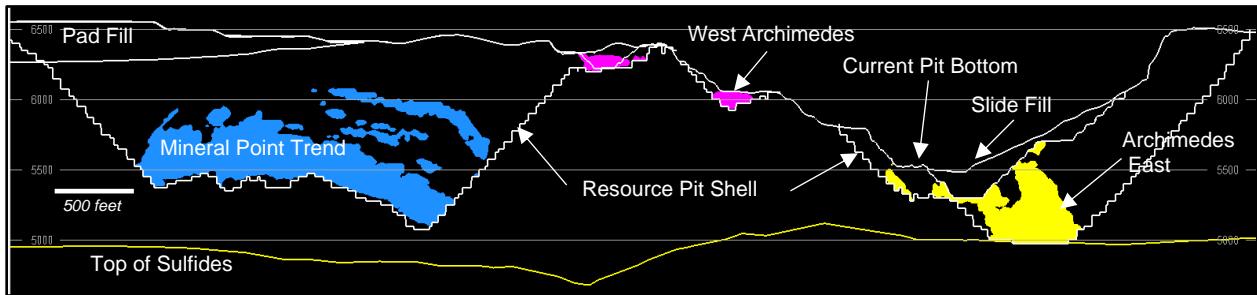 6500
Pad Fill
West Archimedes
6500
Current Pit Bottom
6000
Slide Fill
6000
Mineral Point Trend
Archimedes
East
5500
5500
Resource Pit Shell
500 feet
5000
5000
Top of Sulfides